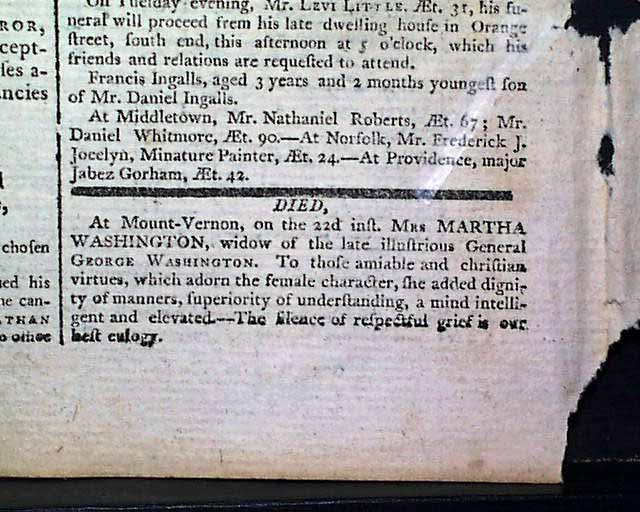 ROR,
cept-
ſes a-
ancies
choſen
his
ne can-
ATHAN
o other
On Tueſday evening, Mr. LEVI LITTLE, Æt. 31, his fu-
neral will proceed frem his late dwelling houſe in Orange
ſtreet, ſouth end, this afternoon at 5 o'clock, which his
friends and relations are requeſted to attend.
Francis Ingalls, aged 3 years and 2 months youngeſt ſon
of Mr. Daniel Ingalls.
At Middletown, Mr. Nathaniel Roberts, Æt. 67; Mr.
Daniel Whitmore, Æt. 90.—At Norfolk, Mr. Frederick J.
Jocelyn, Minature Painter, Æt. 24.—At Providence, major
Jabez Gorham, Æt. 42.
DIED,
At Mount-Vernon, on the 22d inſt. MRS MARTHA
WASHINGTON, widow of the late illuſtrious General
GEORGE WASHINGTON. To thoſe amiable and chriſtian
virtues, which adorn the female character, ſhe added digni-
ty of manners, ſuperiority of underſtanding, a mind intelli-
gent and elevated.—The ſilence of reſpectful grief is our
beſt eulogy.